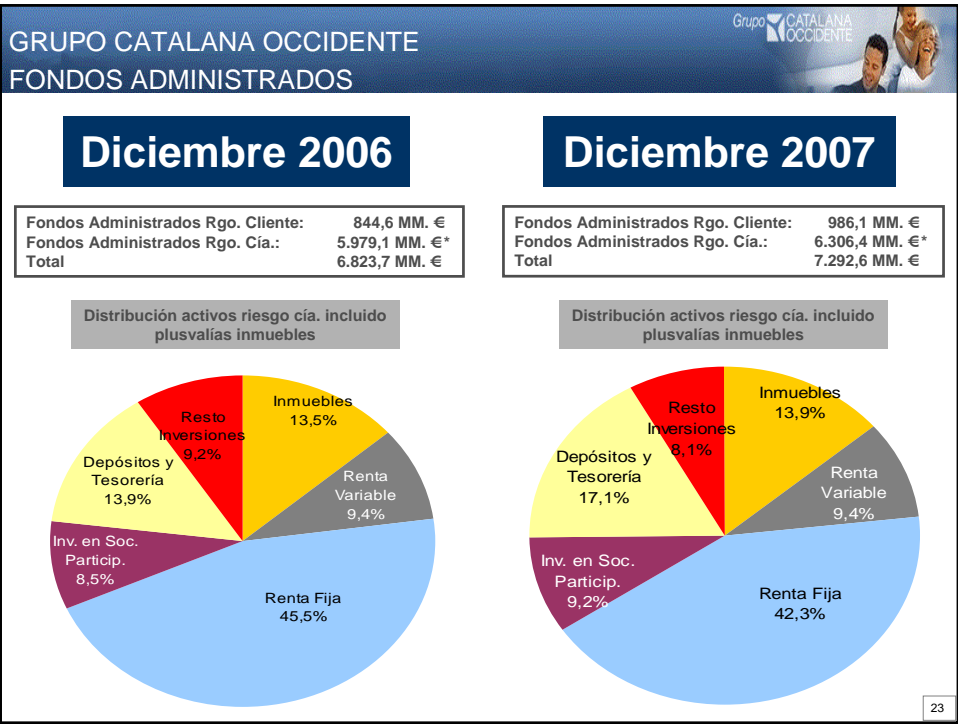 GRUPO CATALANA OCCIDENTE
FONDOS ADMINISTRADOS
Grupo CATALANA
OCCIDENTE
Diciembre 2006
Fondos Administrados Rgo. Cliente: 844,6 MM. €
Fondos Administrados Rgo. Cía.: 5.979,1 MM. €*
Total 6.823,7 MM. €
Distribución activos riesgo cía. incluido
plusvalías inmuebles
Inmuebles
13,5%
Renta
Variable
9,4%
Renta Fija
45,5%
Inv. en Soc.
Particip.
8,5%
Depósitos y
Tesorería
13,9%
Resto
Inversiones
9,2%
Diciembre 2007
Fondos Administrados Rgo. Cliente: 986,1 MM. €
Fondos Administrados Rgo. Cía.: 6.306,4 MM. €*
Total 7.292,6 MM. €
Distribución activos riesgo cía. incluido
plusvalías inmuebles
Inmuebles
13,9%
Renta
Variable
9,4%
Renta Fija
42,3%
Inv. en Soc.
Particip.
9,2%
Depósitos y
Tesorería
17,1%
Resto
Inversiones
8,1%
23